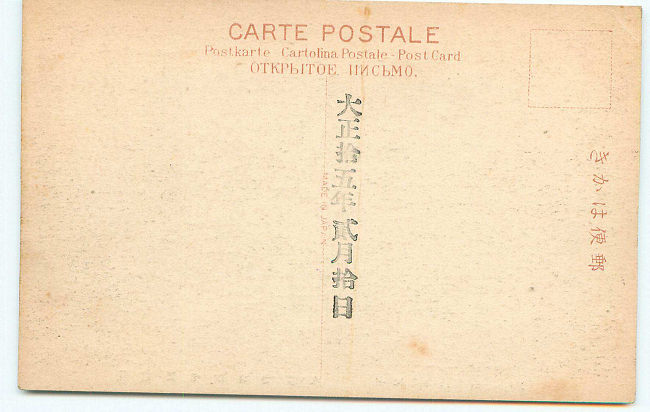 CARTE POSTALE
Postkarte - Cartolina Postale - Post Card
ОТКРЫТОЕ ПИСЬМО.
大正拾五年貳月拾日
MADE IN JAPAN
きかは便郵